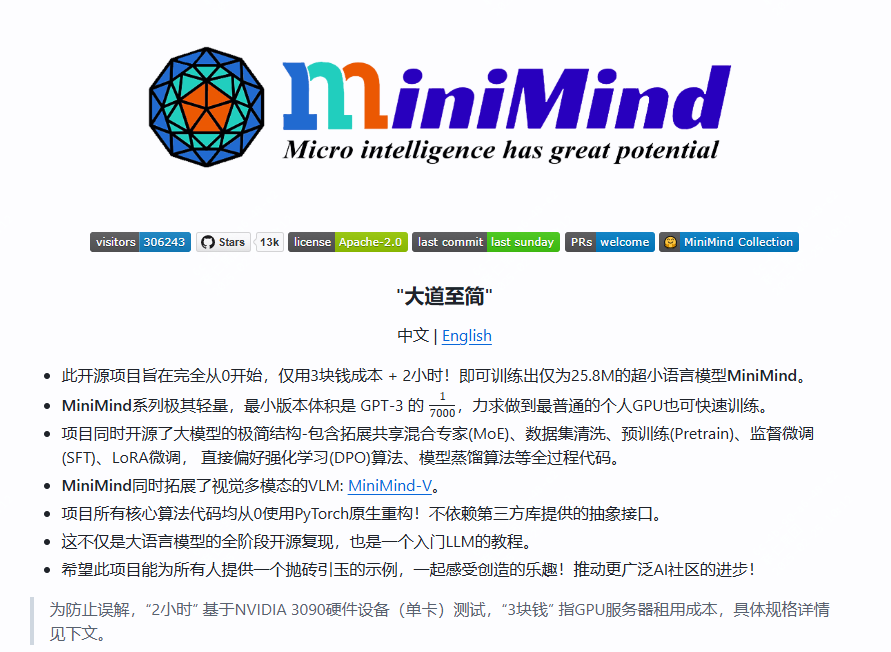 MiniMind
Micro intelligence has great potential
visitors 306243 Stars 13k license Apache-2.0 last commit last sunday PRs welcome MiniMind Collection
"大道至简"
中文 | English
此开源项目旨在完全从0开始，仅用3块钱成本 + 2小时！即可训练出仅为25.8M的超小语言模型MiniMind。
MiniMind系列极其轻量，最小版本体积是 GPT-3 的 1/7000，力求做到最普通的个人GPU也可快速训练。
项目同时开源了大模型的极简结构-包含拓展共享混合专家(MoE)、数据集清洗、预训练(Pretrain)、监督微调
(SFT)、LoRA微调， 直接偏好强化学习(DPO)算法、模型蒸馏算法等全过程代码。
MiniMind同时拓展了视觉多模态的VLM: MiniMind-V。
项目所有核心算法代码均从0使用PyTorch原生重构！不依赖第三方库提供的抽象接口。
这不仅是大语言模型的全阶段开源复现，也是一个入门LLM的教程。
希望此项目能为所有人提供一个抛砖引玉的示例，一起感受创造的乐趣！推动更广泛AI社区的进步！
为防止误解，“2小时” 基于NVIDIA 3090硬件设备（单卡）测试，“3块钱” 指GPU服务器租用成本，具体规格详情
见下文。